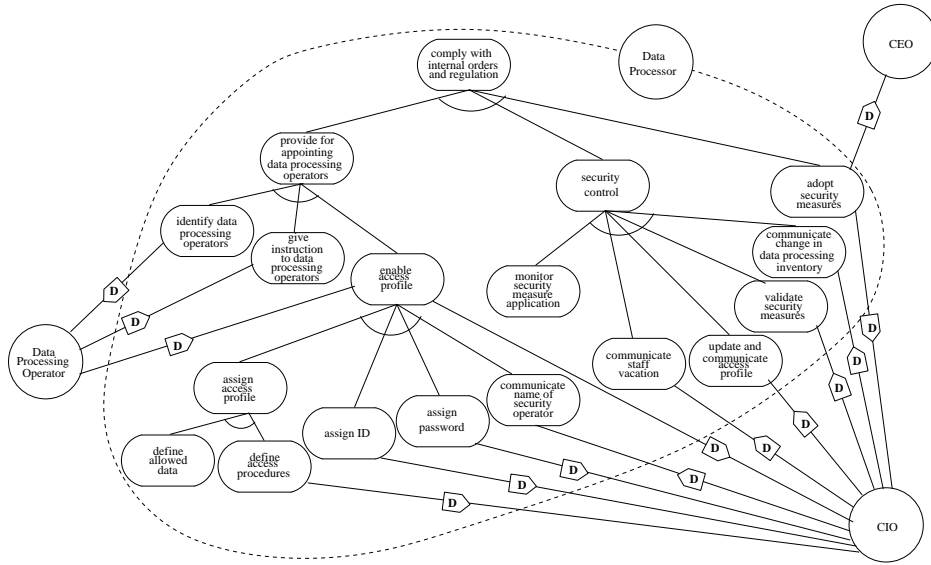 CEO
comply with
internal orders
and regulation
Data
Processor
D
provide for
appointing
data processing
operators
security
control
adopt
security
measures
identify data
processing
operators
give
instruction
to data
processing
operators
enable
access
profile
communicate
change in
data processing
inventory
monitor
security
measure
application
validate
security
measures
D
D
D
D
Data
Processing
Operator
communicate
staff
vacation
update and
communicate
access
profile
D
D
assign
access
profile
communicate
name of
security
operator
assign ID
assign
password
D
D
D
define
allowed
data
define
access
procedures
D
D
D
D
CIO